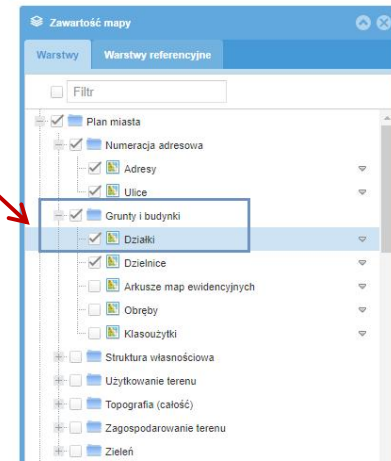 Zawartość mapy
Warstwy Warstwy referencyjne
Filtr
Plan miasta
Numeracja adresowa
Adresy
Ulice
Grunty i budynki
Działki
Dzielnice
Arkusze map ewidencyjnych
Obręby
Klasoużytki
Struktura własnościowa
Użytkowanie terenu
Topografia (całość)
Zagospodarowanie terenu
Zieleń